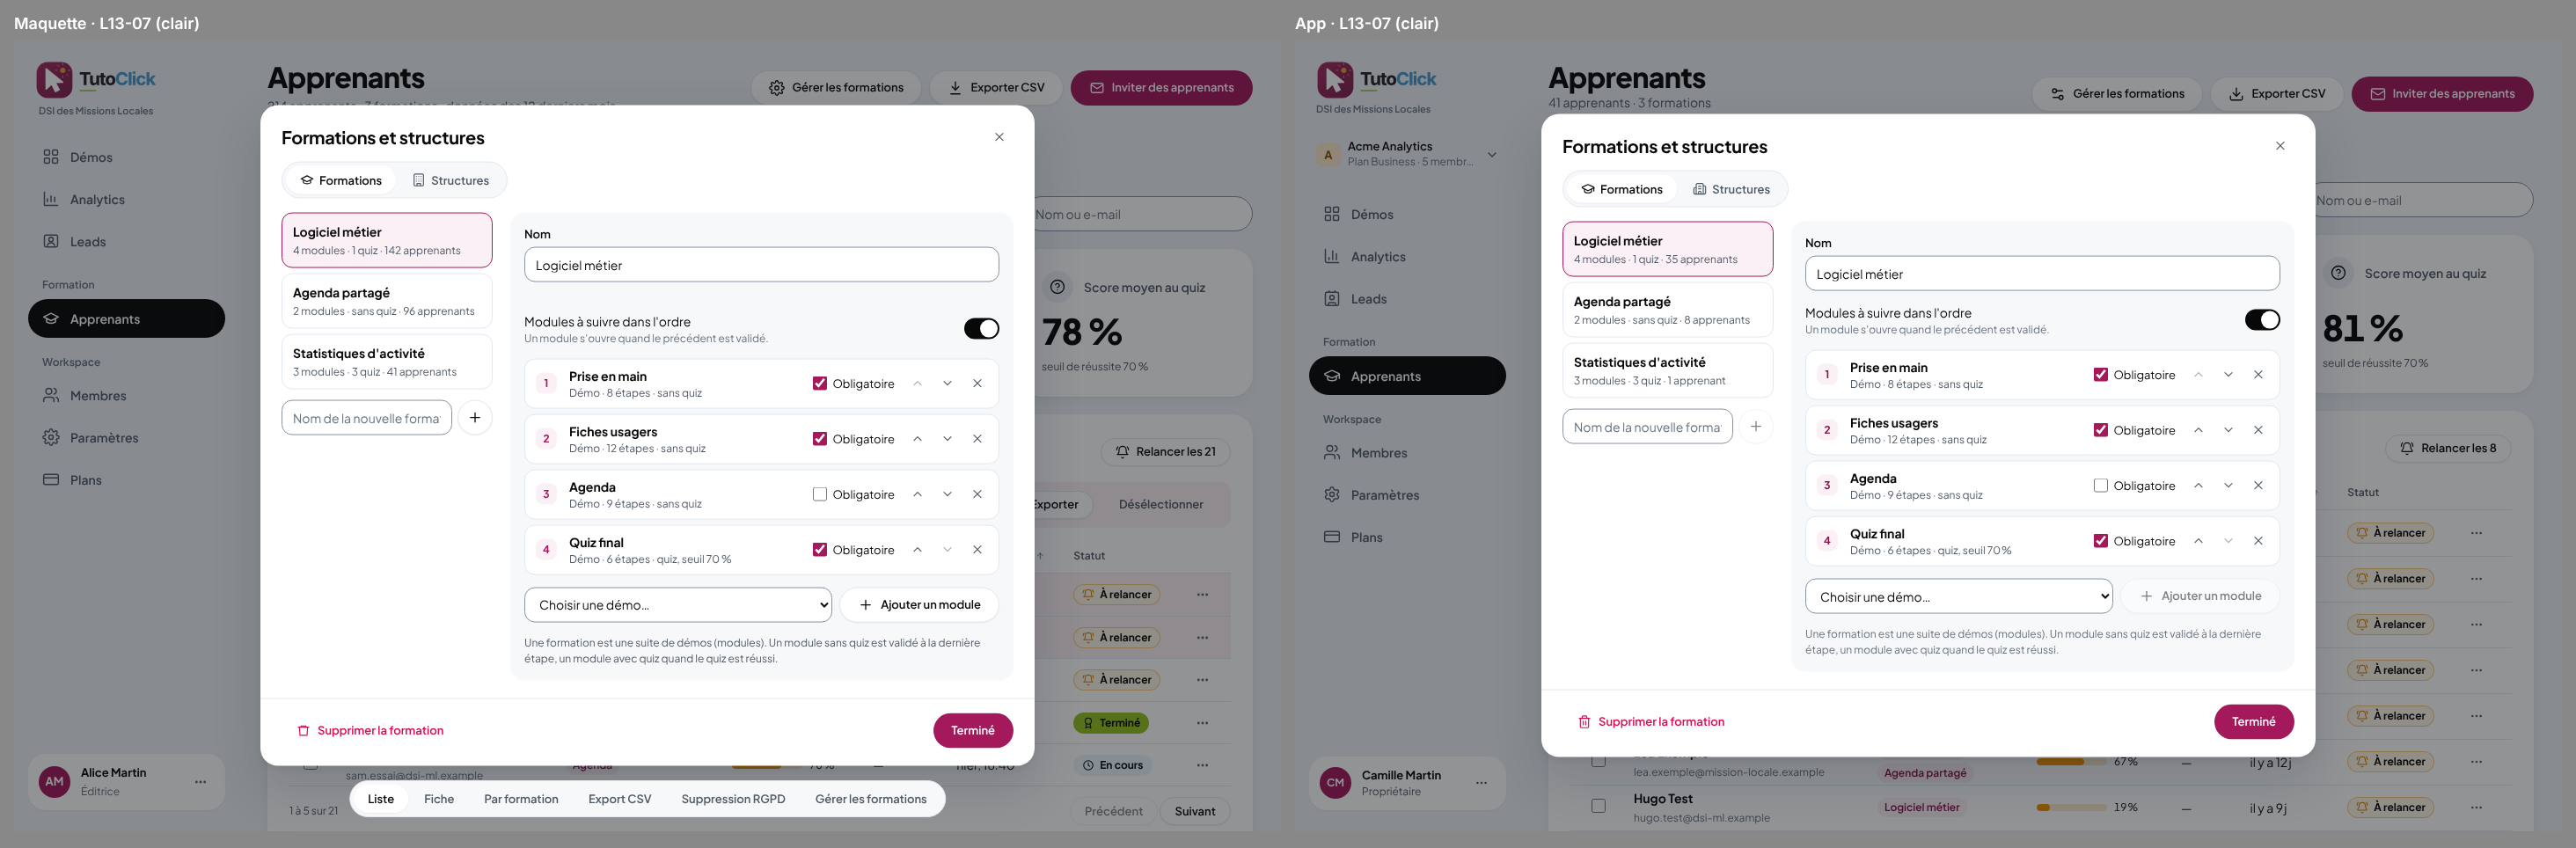 Maquette · L13-07 (clair)
TutoClick
DSI des Missions Locales
Démos
Analytics
Leads
Formation
Apprenants
Workspace
Membres
Paramètres
Plans
AM
Alice Martin
Éditrice
Apprenants
Gérer les formations
Exporter CSV
Inviter des apprenants
Formations et structures
Formations
Structures
Logiciel métier
4 modules · 1 quiz · 142 apprenants
Agenda partagé
2 modules · sans quiz · 96 apprenants
Statistiques d'activité
3 modules · 3 quiz · 41 apprenants
Nom de la nouvelle format
Nom
Logiciel métier
Modules à suivre dans l'ordre
Un module s'ouvre quand le précédent est validé.
1 Prise en main Obligatoire
Démo · 8 étapes · sans quiz
2 Fiches usagers Obligatoire
Démo · 12 étapes · sans quiz
3 Agenda Obligatoire
Démo · 9 étapes · sans quiz
4 Quiz final Obligatoire
Démo · 6 étapes · quiz, seuil 70 %
Choisir une démo...
Ajouter un module
Une formation est une suite de démos (modules). Un module sans quiz est validé à la dernière
étape, un module avec quiz quand le quiz est réussi.
Supprimer la formation
Terminé
Nom ou e-mail
Score moyen au quiz
78 %
seuil de réussite 70 %
Relancer les 21
Exporter
Désélectionner
Statut
À relancer
À relancer
À relancer
Terminé
En cours
sam.essai@dsi-ml.example
Agenda
Liste
Fiche
Par formation
Export CSV
Suppression RGPD
Gérer les formations
1 à 5 sur 21
Précédent
Suivant
App · L13-07 (clair)
TutoClick
DSI des Missions Locales
A
Acme Analytics
Plan Business · 5 membr...
Démos
Analytics
Leads
Formation
Apprenants
Workspace
Membres
Paramètres
Plans
CM
Camille Martin
Propriétaire
Apprenants
41 apprenants · 3 formations
Gérer les formations
Exporter CSV
Inviter des apprenants
Formations et structures
Formations
Structures
Logiciel métier
4 modules · 1 quiz · 35 apprenants
Agenda partagé
2 modules · sans quiz · 8 apprenants
Statistiques d'activité
3 modules · 3 quiz · 1 apprenant
Nom de la nouvelle format
Nom
Logiciel métier
Modules à suivre dans l'ordre
Un module s'ouvre quand le précédent est validé.
1 Prise en main Obligatoire
Démo · 8 étapes · sans quiz
2 Fiches usagers Obligatoire
Démo · 12 étapes · sans quiz
3 Agenda Obligatoire
Démo · 9 étapes · sans quiz
4 Quiz final Obligatoire
Démo · 6 étapes · quiz, seuil 70 %
Choisir une démo...
Ajouter un module
Une formation est une suite de démos (modules). Un module sans quiz est validé à la dernière
étape, un module avec quiz quand le quiz est réussi.
Supprimer la formation
Terminé
Nom ou e-mail
Score moyen au quiz
81 %
seuil de réussite 70 %
Relancer les 8
Statut
À relancer
À relancer
À relancer
À relancer
À relancer
À relancer
À relancer
lea.exemple@mission-locale.example
Agenda partagé
67 %
—
il y a 12 j
Hugo Test
hugo.test@dsi-ml.example
Logiciel métier
19 %
—
il y a 9 j